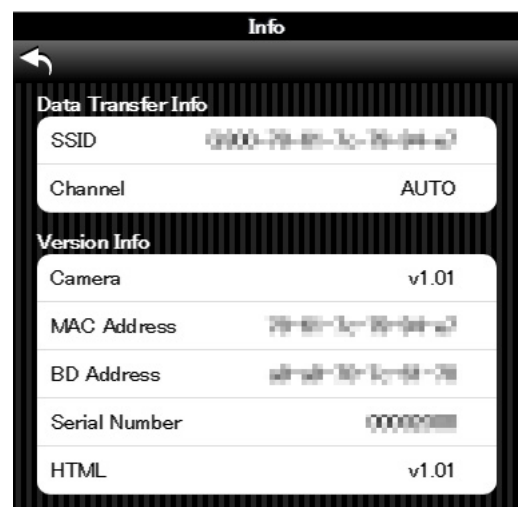 Info
Data Transfer Info
SSID
Channel AUTO
Version Info
Camera v1.01
MAC Address
BD Address
Serial Number
HTML v1.01